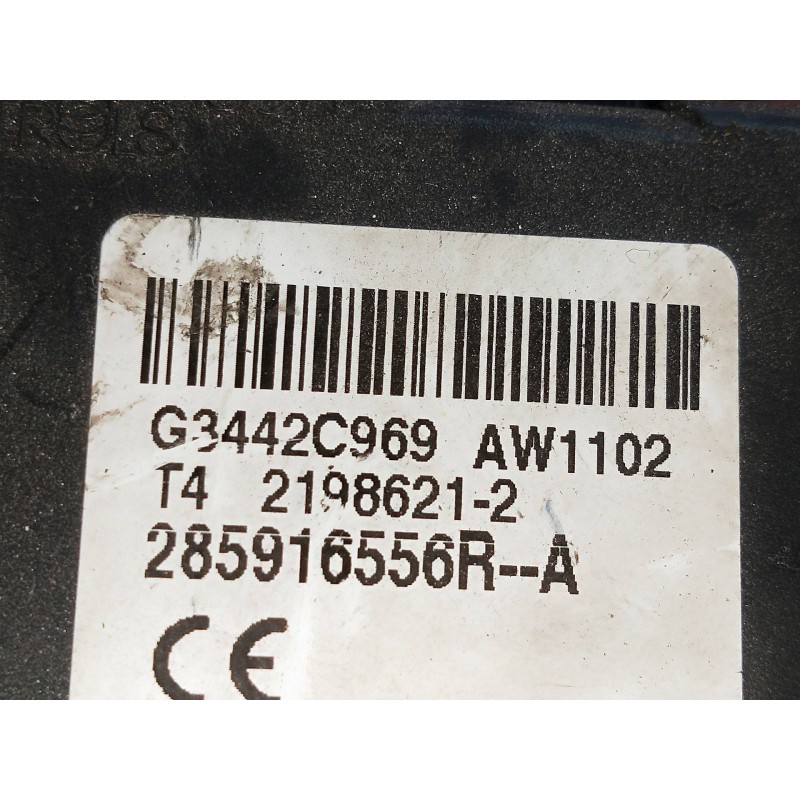 G3442C969 AW1102
T4 2198621-2
285916556R--A
CE